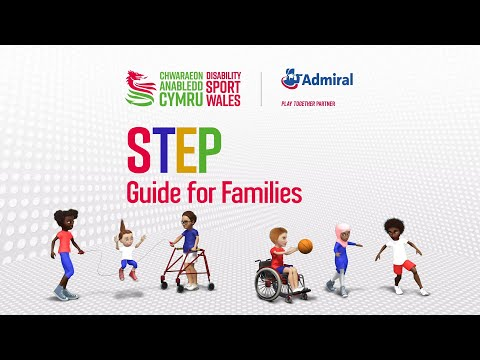 CHWARAEON
ANABLEDD
CYMRU
DISABILITY
SPORT
WALES
Admiral
PLAY TOGETHER PARTNER
STEP
Guide for Families